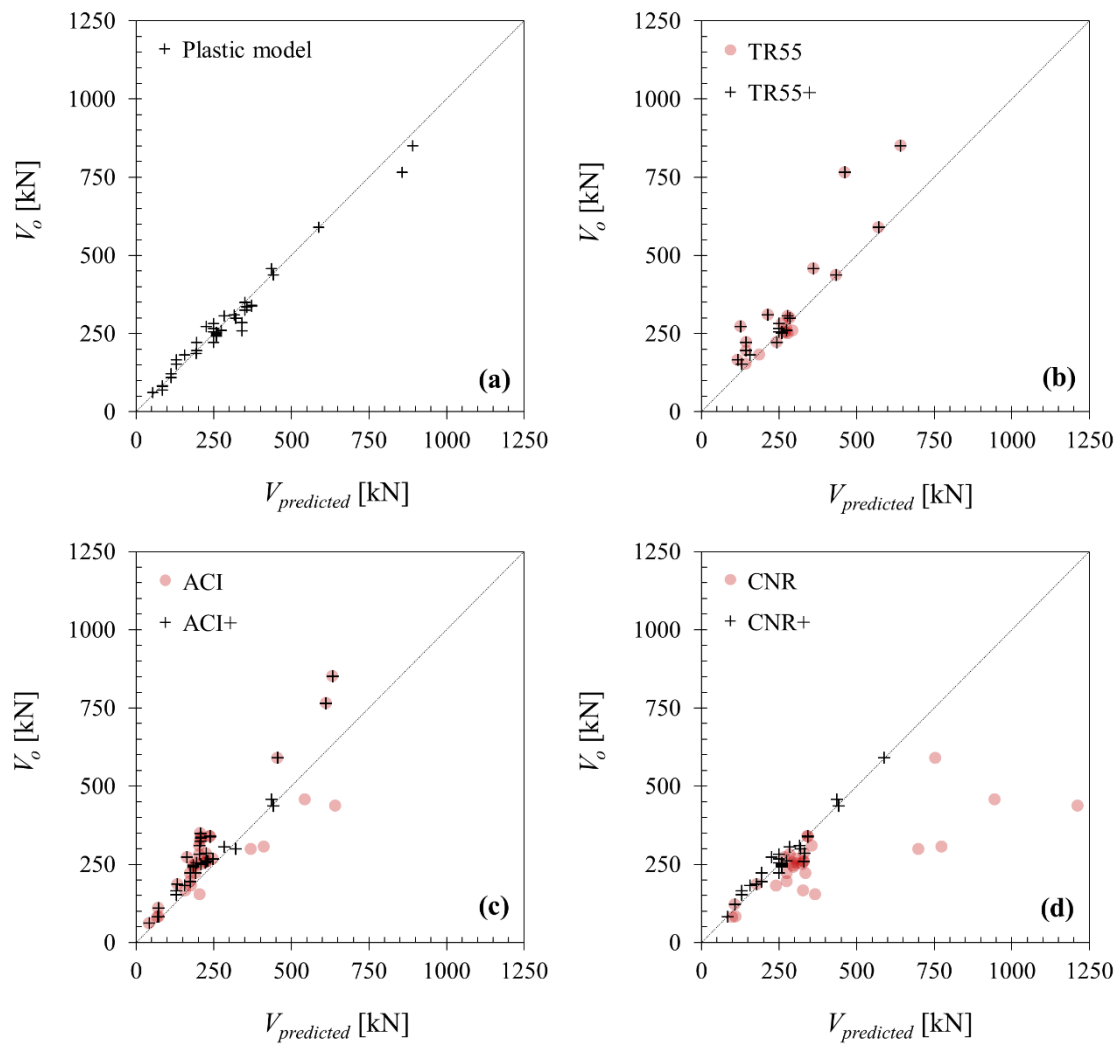 1250
1000
750
500
250
0
V_o [kN]
+ Plastic model
(a)
0 250 500 750 1000 1250
V_predicted [kN]
1250
1000
750
500
250
0
V_o [kN]
TR55
+ TR55+
(b)
0 250 500 750 1000 1250
V_predicted [kN]
1250
1000
750
500
250
0
V_o [kN]
ACI
+ ACI+
(c)
0 250 500 750 1000 1250
V_predicted [kN]
1250
1000
750
500
250
0
V_o [kN]
CNR
+ CNR+
(d)
0 250 500 750 1000 1250
V_predicted [kN]